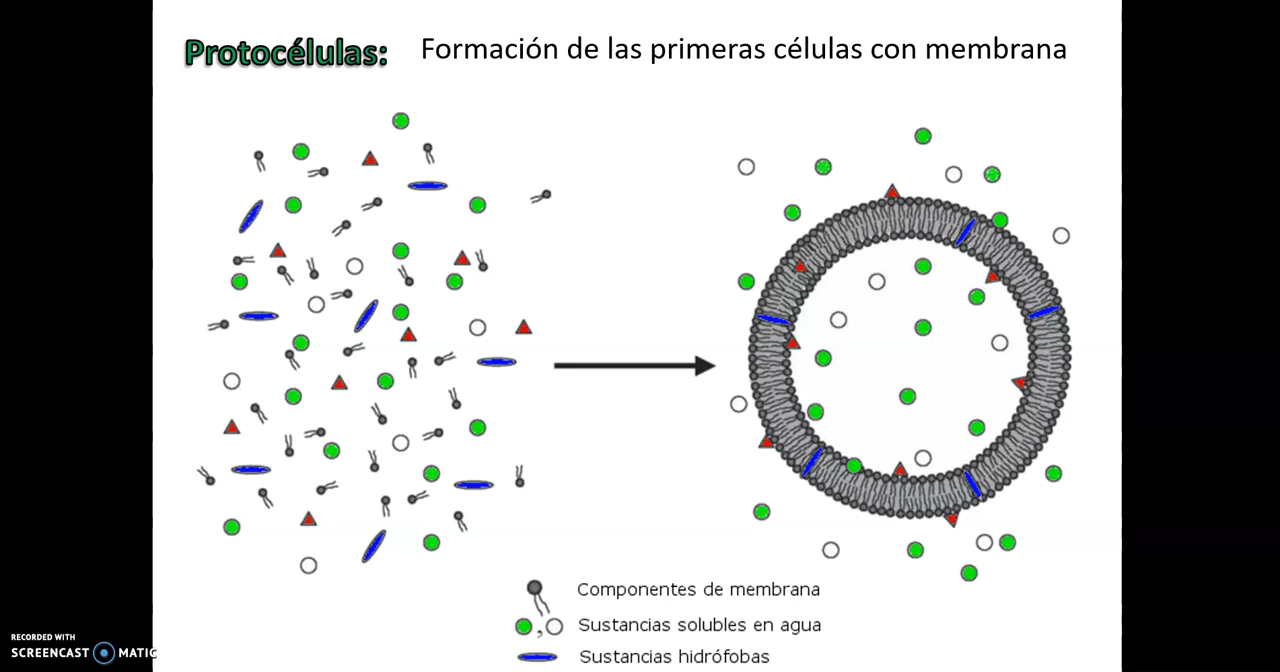 Protocélulas: Formación de las primeras células con membrana
Componentes de membrana
, Sustancias solubles en agua
Sustancias hidrófobas
RECORDED WITH
SCREENCAST MATIC